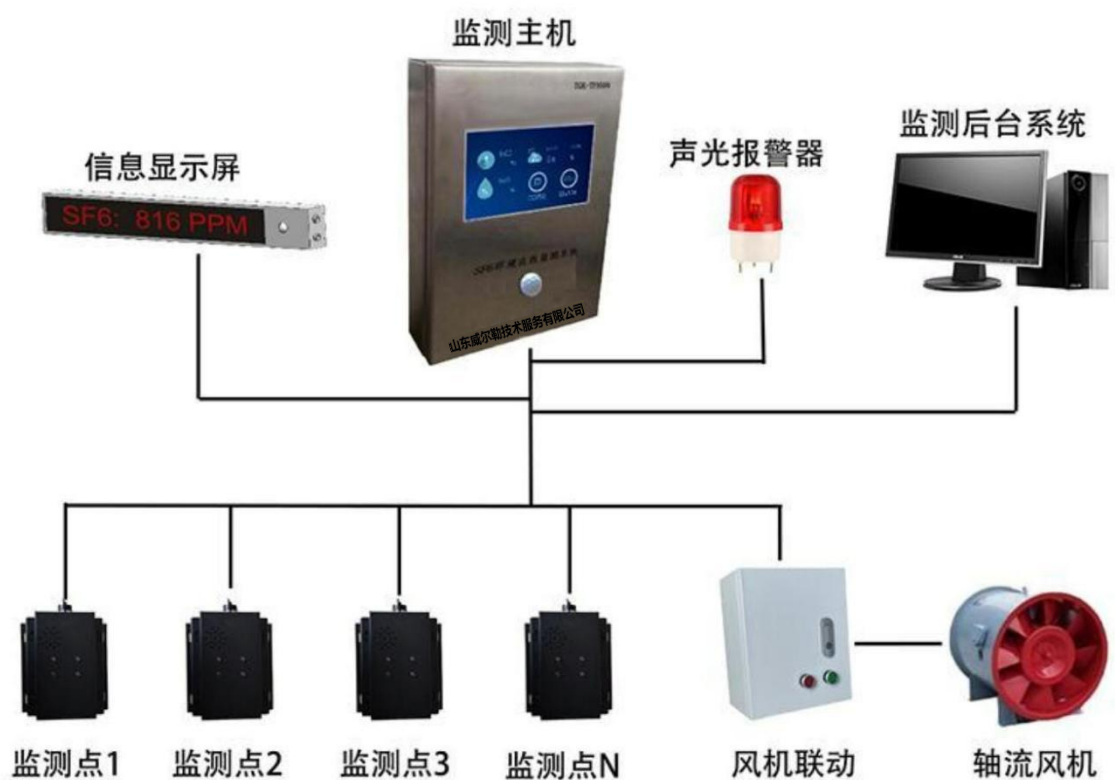 监测主机
监测后台系统
声光报警器
信息显示屏
SF6: 816 PPM
山东威尔勒技术服务有限公司
监测点1
监测点2
监测点3
监测点N
风机联动
轴流风机